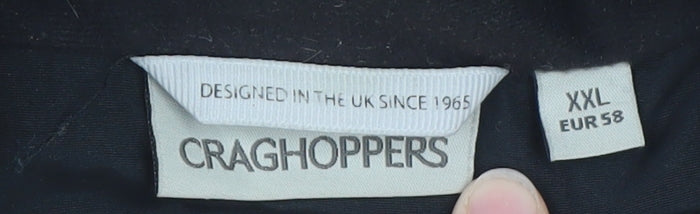 DESIGNED IN THE UK SINCE 1965
CRAGHOPPERS
XXL
EUR 58